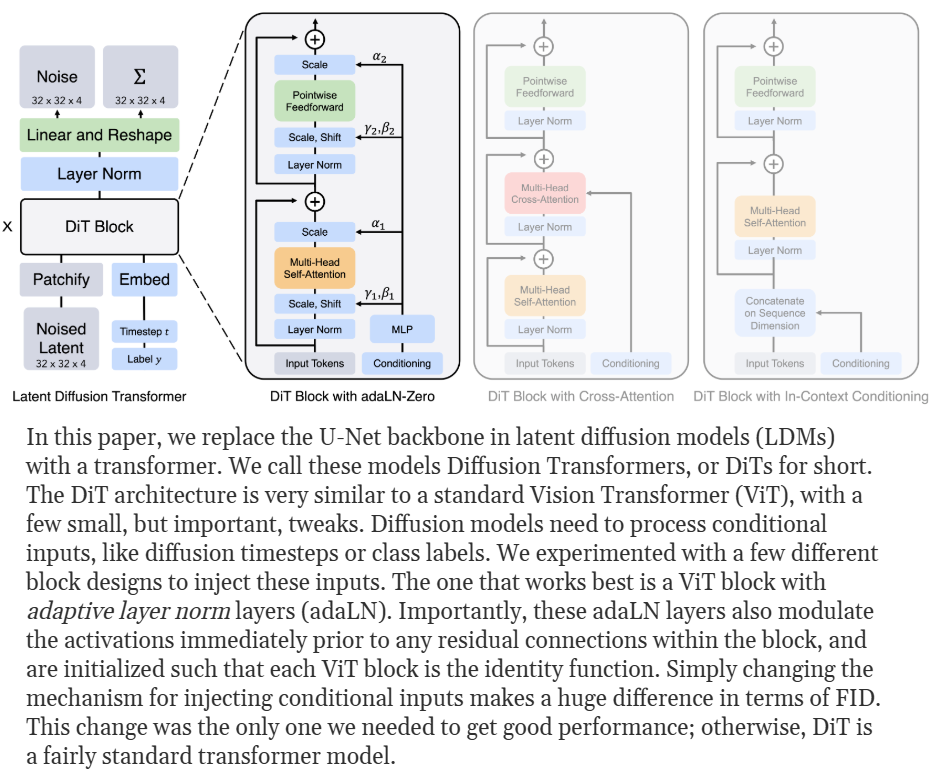 Noise
32 x 32 x 4
Σ
32 x 32 x 4
Linear and Reshape
Layer Norm
X
DiT Block
Patchify
Embed
Noised
Latent
32 x 32 x 4
Timestep t
Label y
Latent Diffusion Transformer
+
Scale
α₂
Pointwise
Feedforward
Scale, Shift
γ₂,β₂
Layer Norm
+
Scale
α₁
Multi-Head
Self-Attention
Scale, Shift
γ₁,β₁
Layer Norm
MLP
Input Tokens
Conditioning
DiT Block with adaLN-Zero
+
Pointwise
Feedforward
Layer Norm
+
Multi-Head
Cross-Attention
Layer Norm
+
Multi-Head
Self-Attention
Layer Norm
Input Tokens
Conditioning
DiT Block with Cross-Attention
+
Pointwise
Feedforward
Layer Norm
+
Multi-Head
Self-Attention
Layer Norm
Concatenate
on Sequence
Dimension
Input Tokens
Conditioning
DiT Block with In-Context Conditioning
In this paper, we replace the U-Net backbone in latent diffusion models (LDMs)
with a transformer. We call these models Diffusion Transformers, or DiTs for short.
The DiT architecture is very similar to a standard Vision Transformer (ViT), with a
few small, but important, tweaks. Diffusion models need to process conditional
inputs, like diffusion timesteps or class labels. We experimented with a few different
block designs to inject these inputs. The one that works best is a ViT block with
adaptive layer norm layers (adaLN). Importantly, these adaLN layers also modulate
the activations immediately prior to any residual connections within the block, and
are initialized such that each ViT block is the identity function. Simply changing the
mechanism for injecting conditional inputs makes a huge difference in terms of FID.
This change was the only one we needed to get good performance; otherwise, DiT is
a fairly standard transformer model.